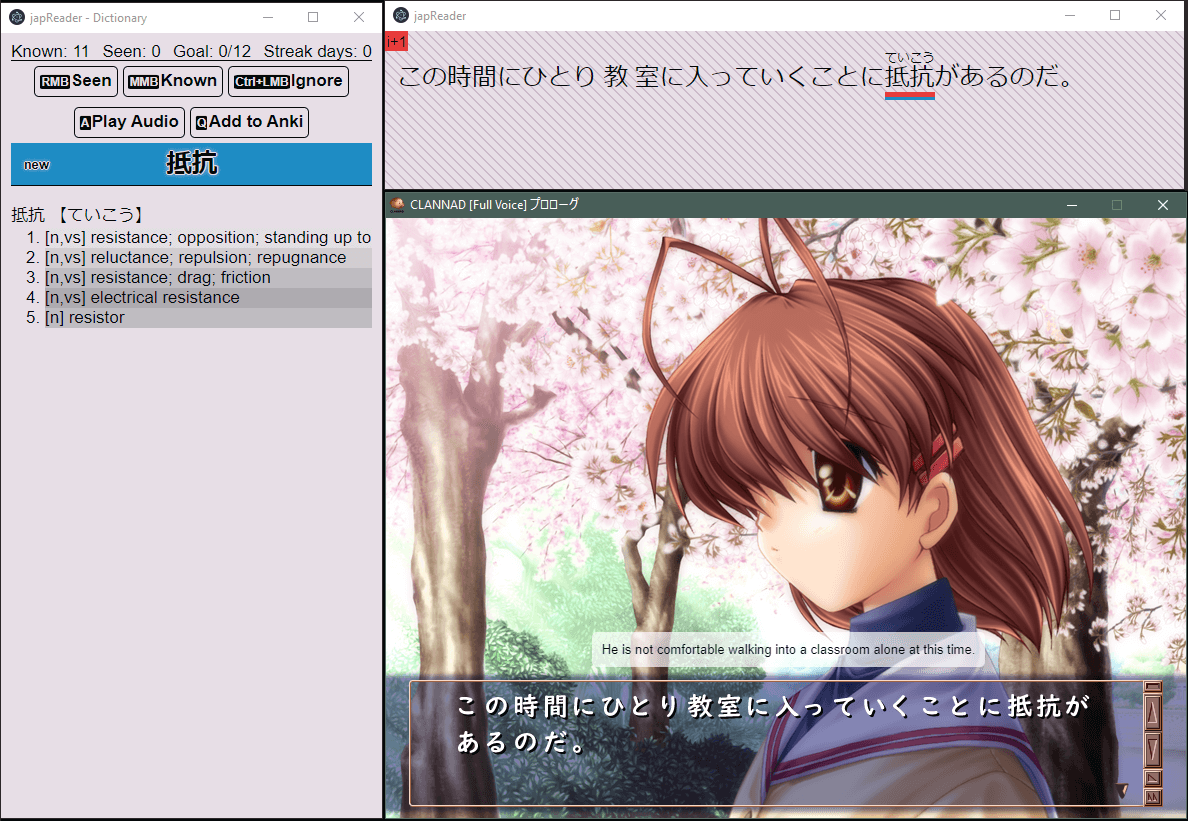 japReader - Dictionary
Known: 11 Seen: 0 Goal: 0/12 Streak days: 0
RMB Seen MMB Known Ctrl+LMB Ignore
A Play Audio Q Add to Anki
new 抵抗
抵抗 【ていこう】
1. [n,vs] resistance; opposition; standing up to
2. [n,vs] reluctance; repulsion; repugnance
3. [n,vs] resistance; drag; friction
4. [n,vs] electrical resistance
5. [n] resistor
japReader
i+1
ていこう
この時間にひとり 教 室に入っていくことに抵抗があるのだ。
CLANNAD [Full Voice] プロローグ
He is not comfortable walking into a classroom alone at this time.
この時間にひとり教室に入っていくことに抵抗が
あるのだ。